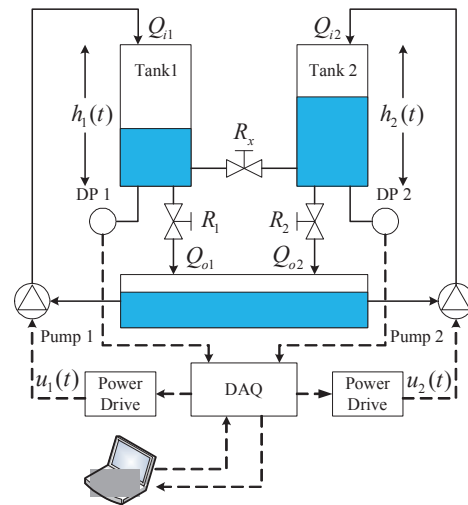 Q_{i1}
Q_{i2}
Tank1
Tank 2
h_1(t)
h_2(t)
R_x
DP 1
DP 2
R_1
R_2
Q_{o1}
Q_{o2}
Pump 1
Pump 2
u_1(t)
u_2(t)
Power
Drive
DAQ
Power
Drive